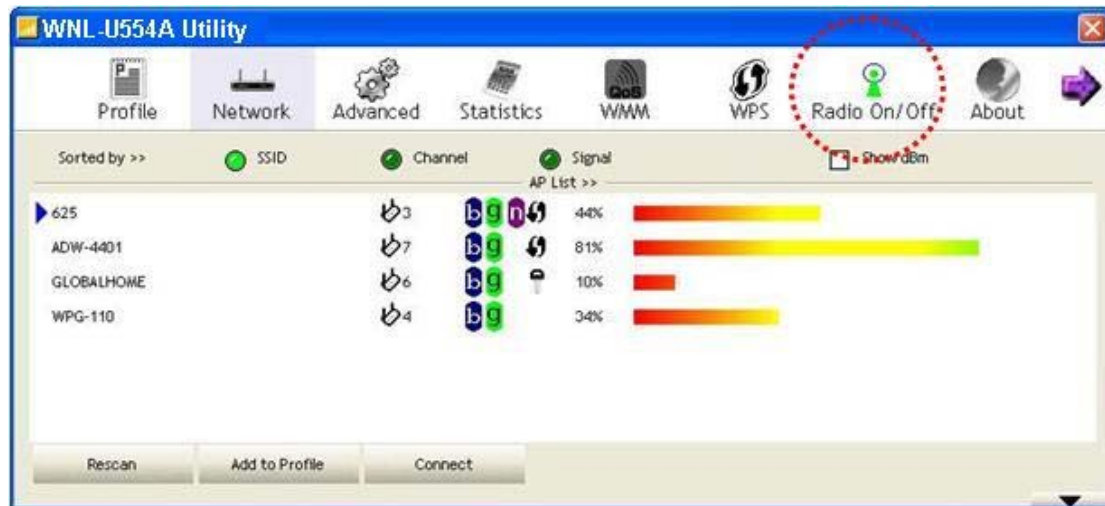 WNL-U554A Utility
Profile Network Advanced Statistics WMM WPS Radio On/Off About
Sorted by >> SSID Channel Signal Show dBm
AP List >>
625 3 b g n 44%
ADW-4401 7 b g 81%
GLOBALHOME 6 b g 10%
WPG-110 4 b g 34%
Rescan Add to Profile Connect